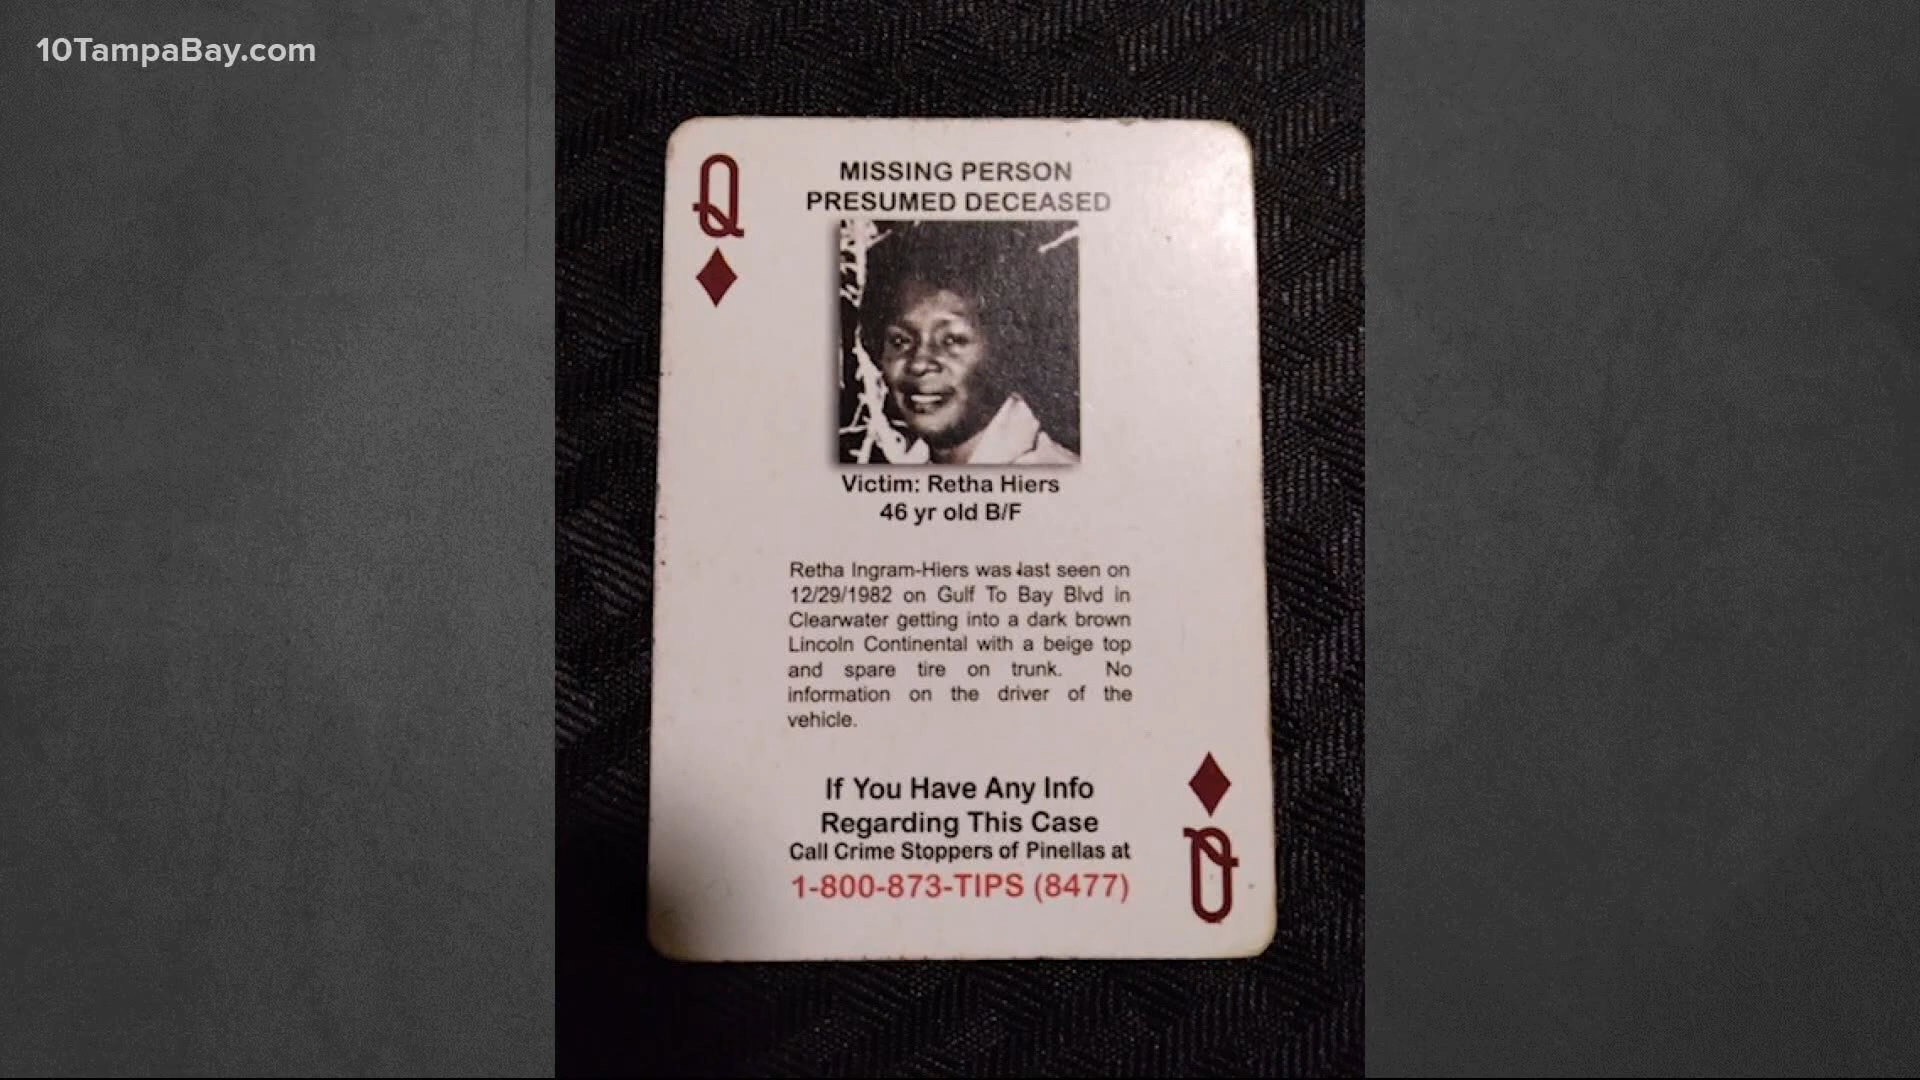 10TampaBay.com
Q
MISSING PERSON
PRESUMED DECEASED
Victim: Retha Hiers
46 yr old B/F
Retha Ingram-Hiers was last seen on
12/29/1982 on Gulf To Bay Blvd in
Clearwater getting into a dark brown
Lincoln Continental with a beige top
and spare tire on trunk. No
information on the driver of the
vehicle.
If You Have Any Info
Regarding This Case
Call Crime Stoppers of Pinellas at
1-800-873-TIPS (8477)
Q